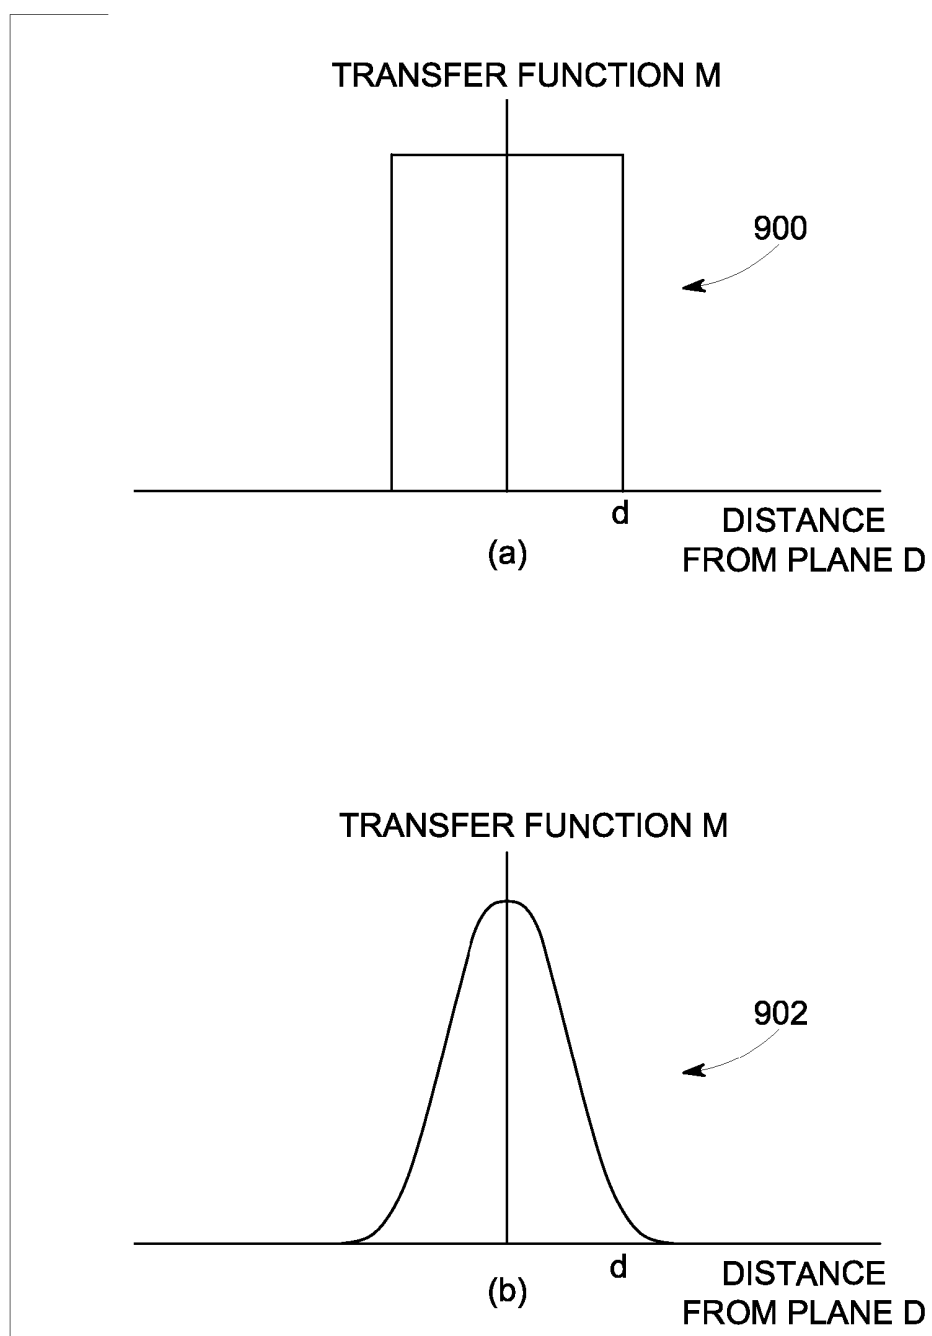 TRANSFER FUNCTION M
900
d
DISTANCE
FROM PLANE D
(a)
TRANSFER FUNCTION M
902
d
DISTANCE
FROM PLANE D
(b)